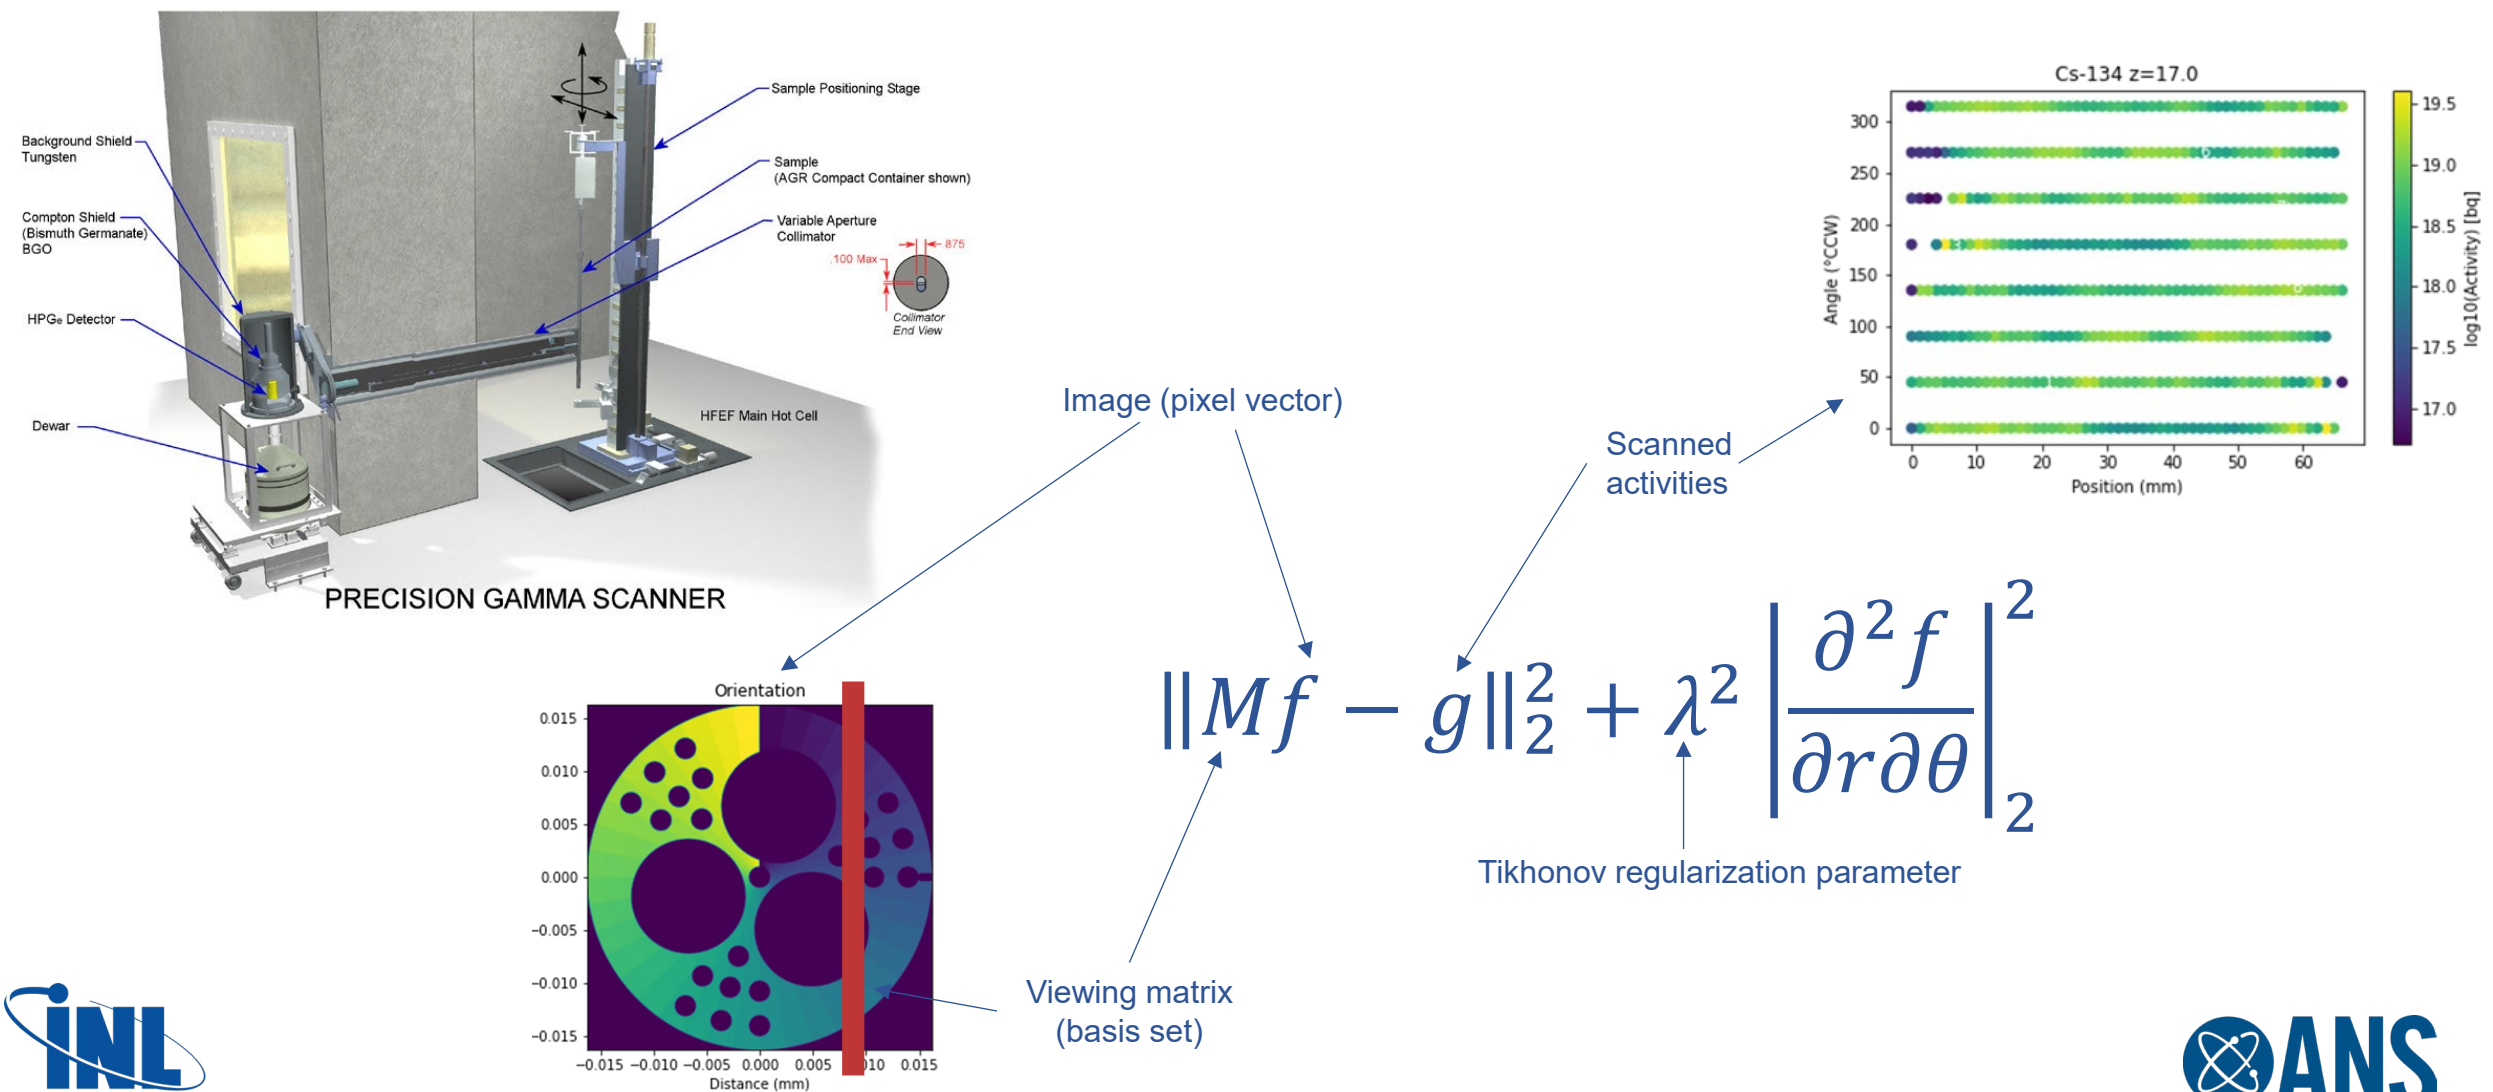 Background Shield
Tungsten
Compton Shield
(Bismuth Germanate)
BGO
HPGe Detector
Dewar
Sample Positioning Stage
Sample
(AGR Compact Container shown)
Variable Aperture
Collimator
.875
.100 Max
Collimator
End View
HFEF Main Hot Cell
PRECISION GAMMA SCANNER
Image (pixel vector)
Scanned
activities
Cs-134 z=17.0
300
250
200
150
100
50
0
Angle (°CCW)
0 10 20 30 40 50 60
Position (mm)
19.5
19.0
18.5
18.0
17.5
17.0
log10(Activity) [bq]
‖Mf − g‖₂² + λ² |∂²f/∂r∂θ|₂²
Tikhonov regularization parameter
Viewing matrix
(basis set)
Orientation
0.015
0.010
0.005
0.000
−0.005
−0.010
−0.015
−0.015 −0.010 −0.005 0.000 0.005 10 0.015
Distance (mm)
INL
ANS